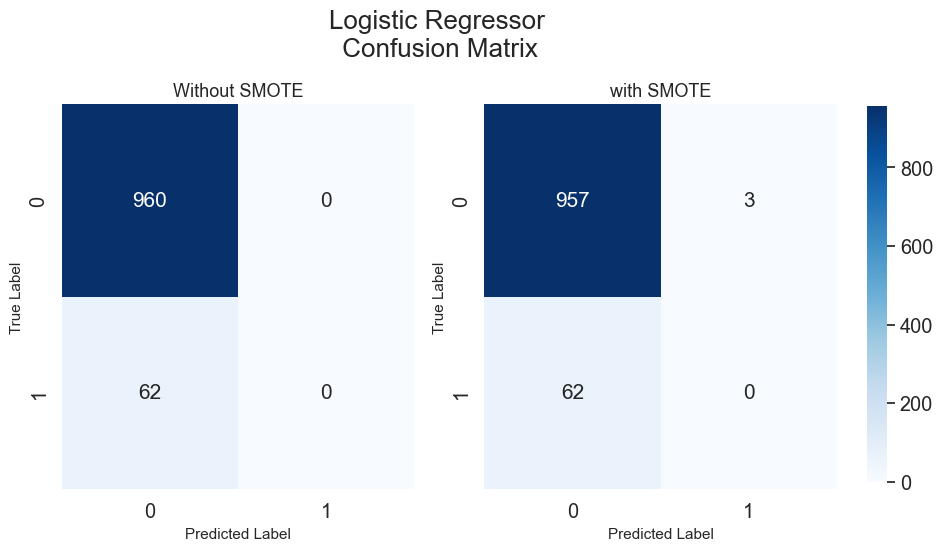 Logistic Regressor
Confusion Matrix
Without SMOTE
with SMOTE
0
960
0
0
957
3
800
600
400
200
0
True Label
True Label
1
62
0
1
62
0
0
1
0
1
Predicted Label
Predicted Label